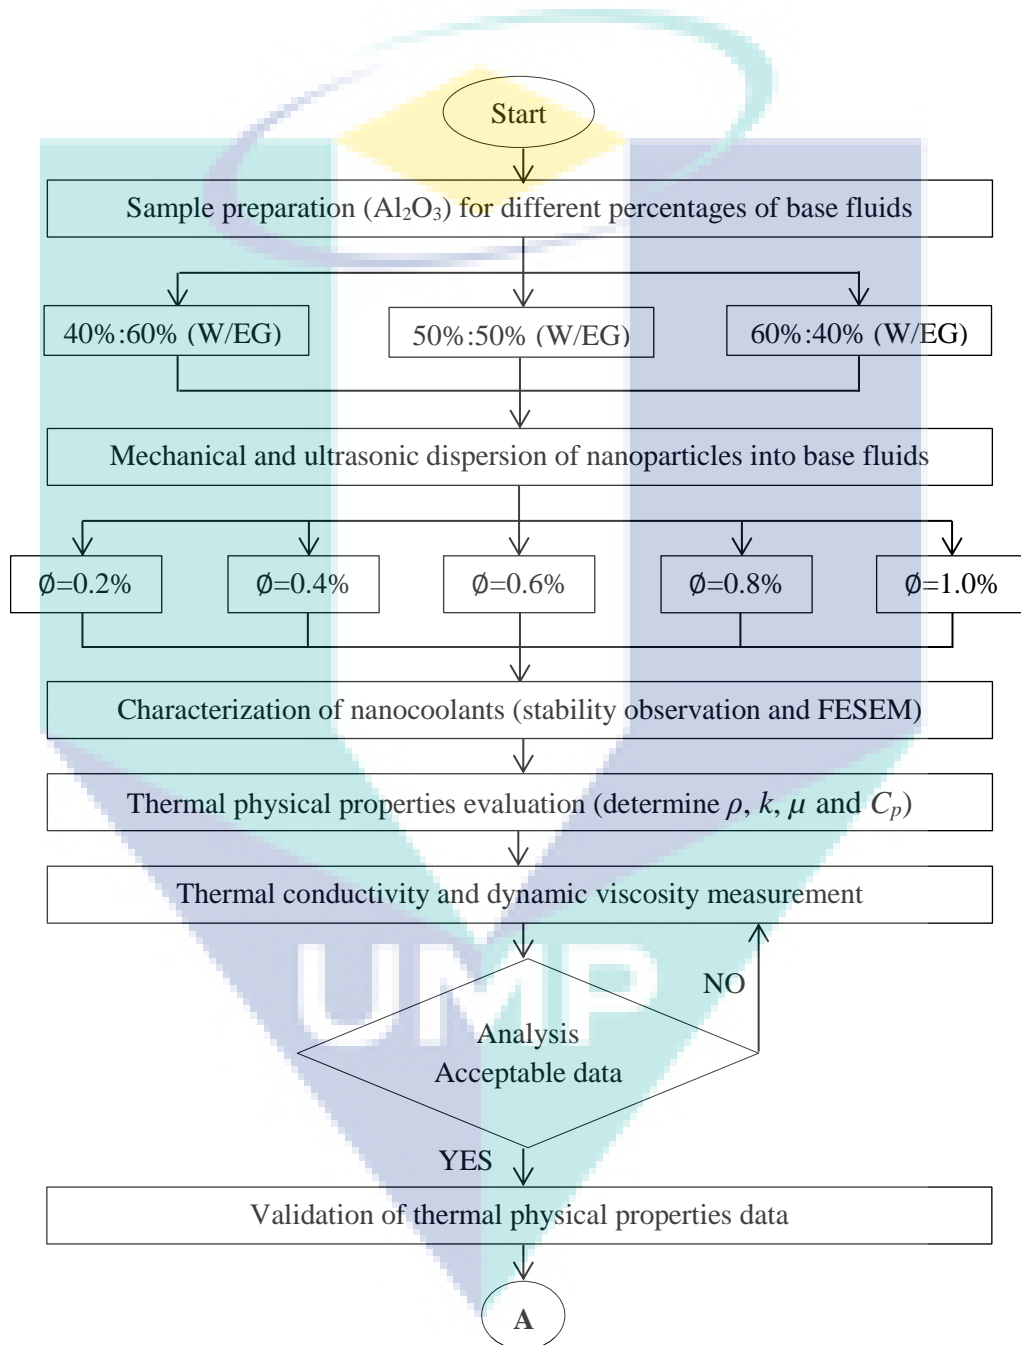 Start
Sample preparation (Al₂O₃) for different percentages of base fluids
40%:60% (W/EG)
50%:50% (W/EG)
60%:40% (W/EG)
Mechanical and ultrasonic dispersion of nanoparticles into base fluids
∅=0.2%
∅=0.4%
∅=0.6%
∅=0.8%
∅=1.0%
Characterization of nanocoolants (stability observation and FESEM)
Thermal physical properties evaluation (determine ρ, k, μ and Cₚ)
Thermal conductivity and dynamic viscosity measurement
UMP
NO
Analysis
Acceptable data
YES
Validation of thermal physical properties data
A